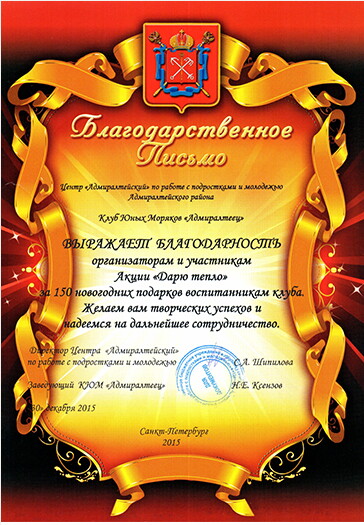 Благодарственное
Письмо
Центр «Адмиралтейский» по работе с подростками и молодежью
Адмиралтейского района
Клуб Юных Моряков «Адмиралтеец»
ВЫРАЖАЕТ БЛАГОДАРНОСТЬ
организаторам и участникам
Акции «Дарю тепло»
за 150 новогодних подарков воспитанникам клуба.
Желаем вам творческих успехов и
надеемся на дальнейшее сотрудничество.
Директор Центра «Адмиралтейский»
по работе с подростками и молодежью С.А. Шипилова
Заведующий КЮМ «Адмиралтеец» Н.Е. Ксензов
«30» декабря 2015
Санкт-Петербург
2015